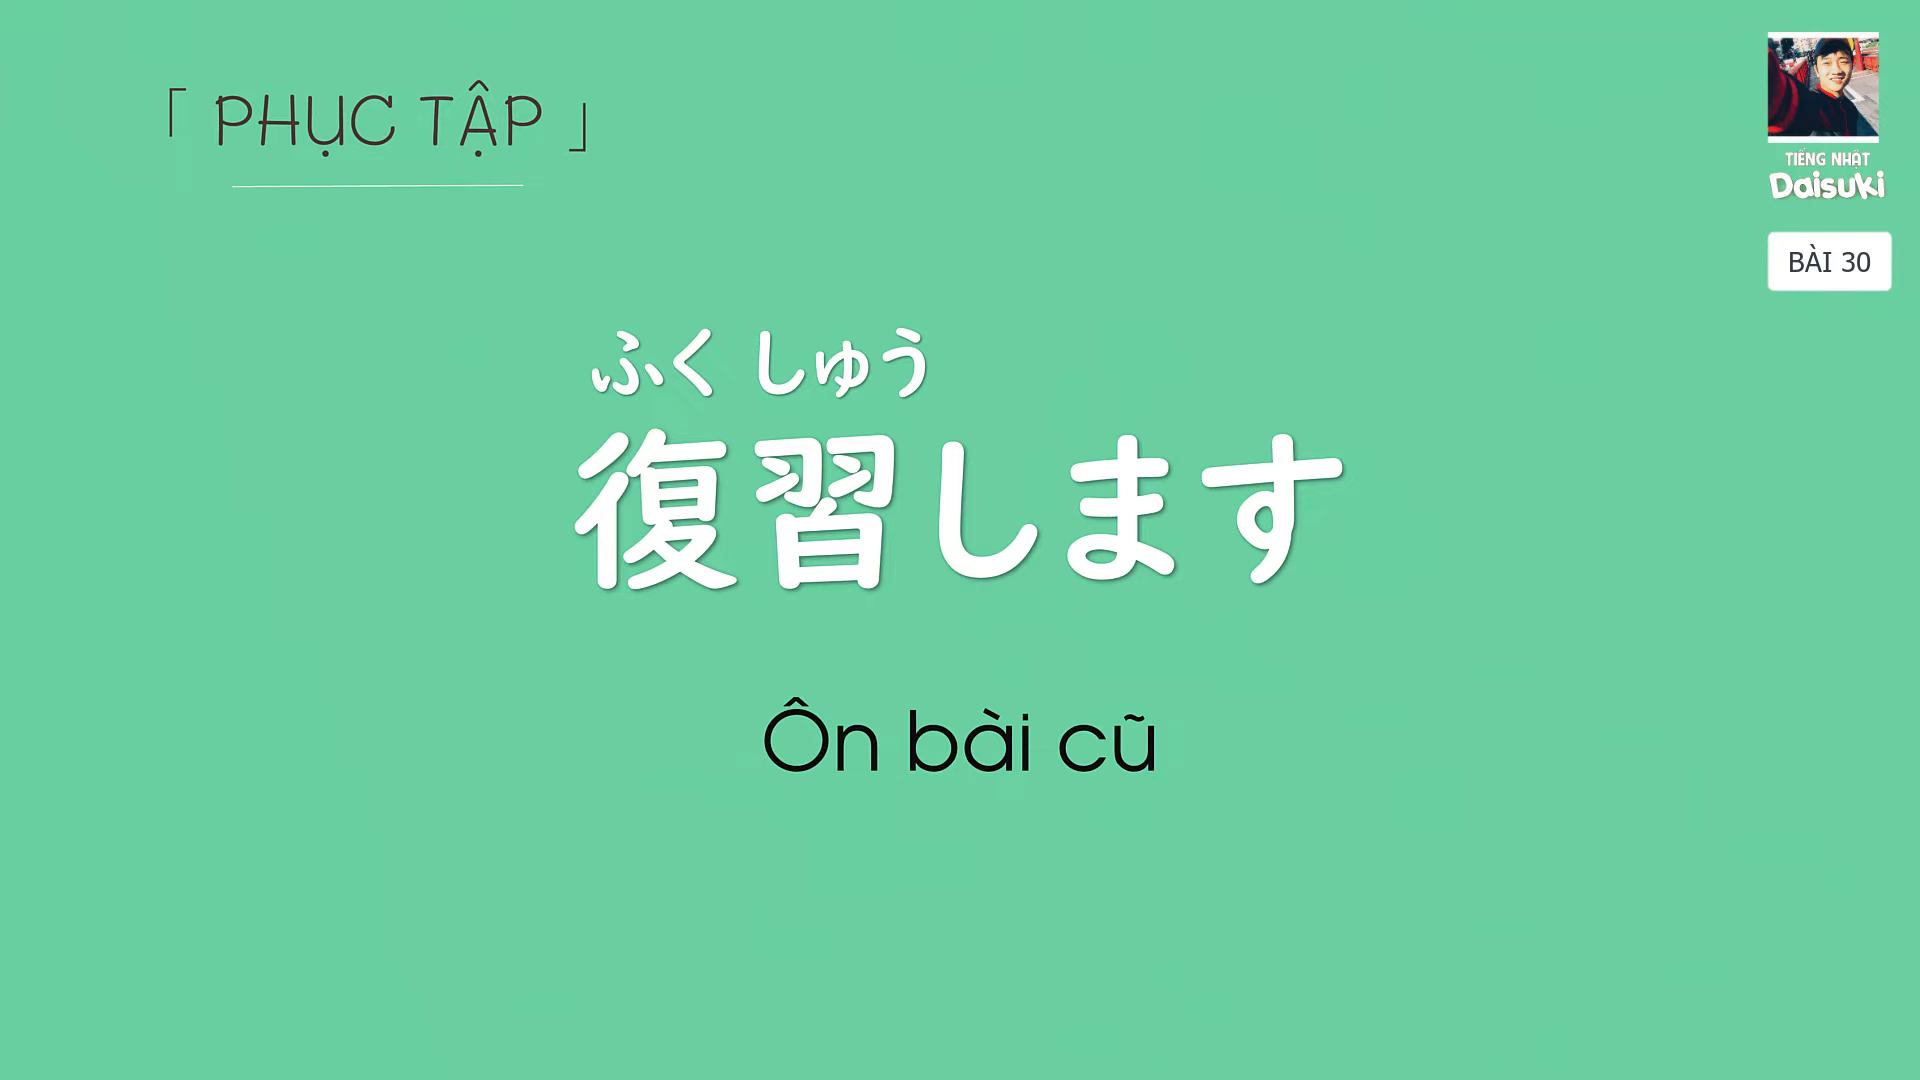 「 PHỤC TẬP 」
TIẾNG NHẬT
Daisuki
BÀI 30
ふく しゅう
復習します
Ôn bài cũ